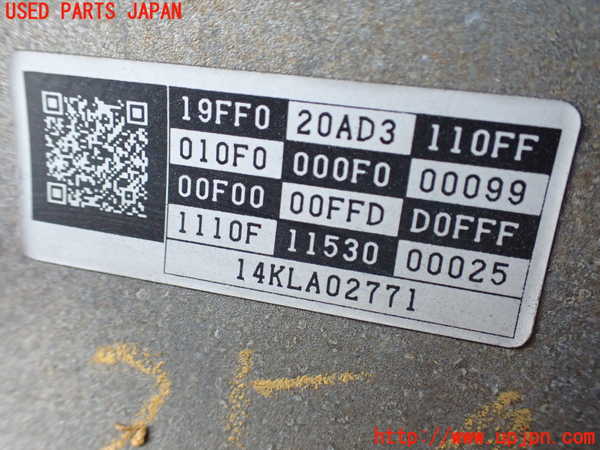 USED PARTS JAPAN
19FF0 20AD3 110FF
010F0 000F0 00099
00F00 00FFD D0FFF
1110F 11530 00025
14KLA02771
http://www.upjpn.com